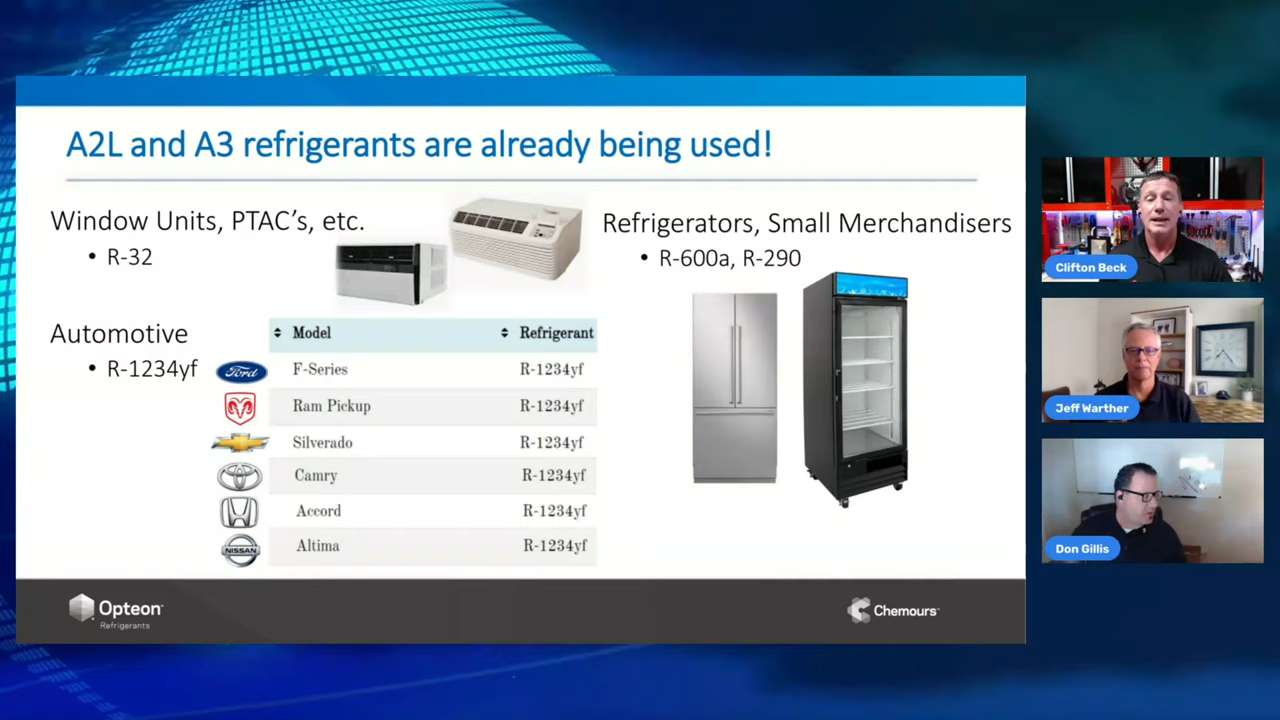 A2L and A3 refrigerants are already being used!
Window Units, PTAC's, etc.
• R-32
Refrigerators, Small Merchandisers
• R-600a, R-290
Automotive
• R-1234yf
Model Refrigerant
Ford F-Series R-1234yf
Ram Pickup R-1234yf
Silverado R-1234yf
Camry R-1234yf
Accord R-1234yf
NISSAN Altima R-1234yf
Opteon™
Refrigerants
Chemours™
Clifton Beck
Jeff Warther
Don Gillis